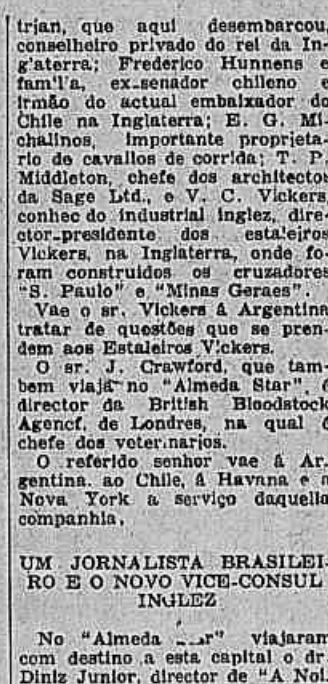 trjan, que aqui desembarcou,
conselheiro privado do rei da In-
g'aterra; Frederico Hunnens e
fam'l'a, ex-senador chileno e
irmão do actual embaixador do
Chile na Inglaterra; E. G. Mi-
chalinos, importante proprieta-
rio de cavallos de corrida; T. P.
Middleton, chefe dos architectos
da Sage Ltd., e V. C. Vickers,
conhec do industrial inglez, dire-
ctor-presidente dos estaleiros
Vickers, na Inglaterra, onde fo-
ram construidos os cruzadores
"S. Paulo" e "Minas Geraes".
Vae o sr. Vickers á Argentina
tratar de questões que se pren-
dem aos Estaleiros V:ckers.
O sr. J. Crawford, que tam-
bem viaja no "Almeda Star", é
director da British Bloodstock
Agencf, de Londres, na qual é
chefe dos veter.narios.
O referido senhor vae á Ar-
gentina. ao Chile, á Havana e a
Nova York a serviço daquella
companhia.
UM JORNALISTA BRASILEI-
RO E O NOVO VICE-CONSUL
INGLEZ
No "Almeda viajaram
com destino a esta capital o dr.
Diniz Junior, director de "A Noi-